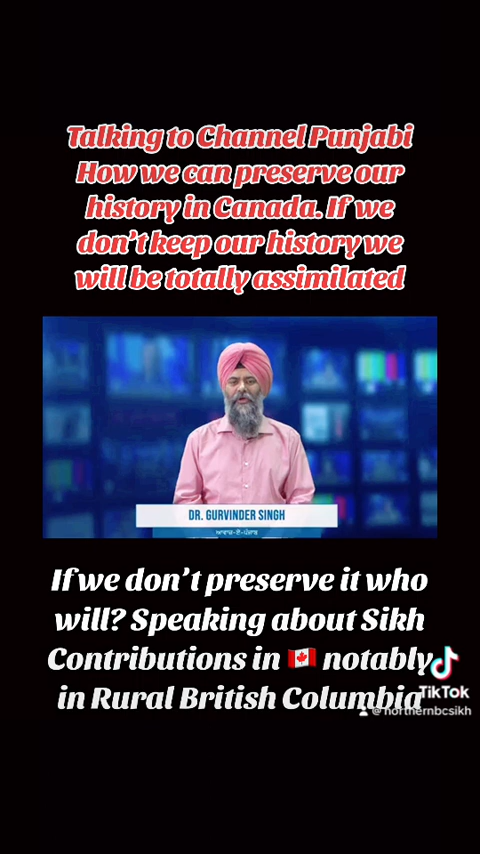 Talking to Channel Punjabi
How we can preserve our
history in Canada. If we
don't keep our history we
will be totally assimilated
DR. GURVINDER SINGH
ਆਵਾਜ਼-ਏ-ਪੰਜਾਬ
If we don't preserve it who
will? Speaking about Sikh
Contributions in 🇨🇦 notably
in Rural British Columbia
TikTok
@northernbcsikh